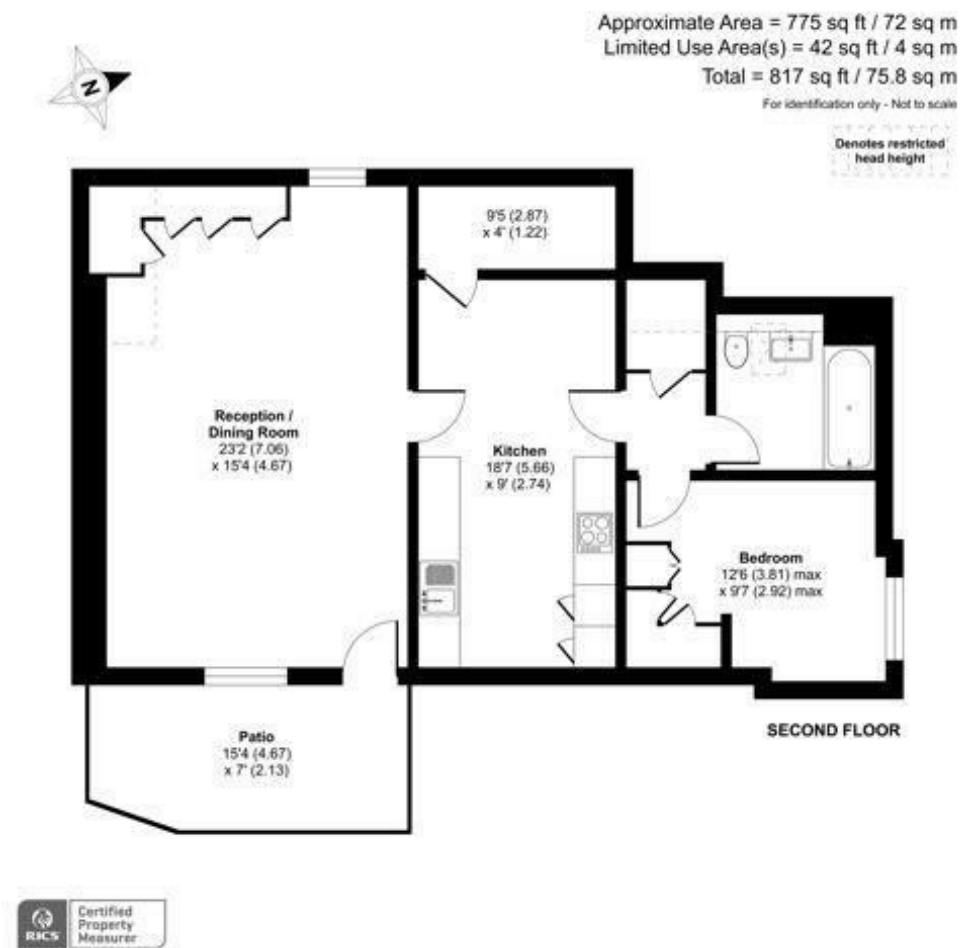 Approximate Area = 775 sq ft / 72 sq m
Limited Use Area(s) = 42 sq ft / 4 sq m
Total = 817 sq ft / 75.8 sq m
For identification only - Not to scale
Denotes restricted
head height
N
9'5 (2.87)
x 4' (1.22)
Reception /
Dining Room
23'2 (7.06)
x 15'4 (4.67)
Kitchen
18'7 (5.66)
x 9' (2.74)
Bedroom
12'6 (3.81) max
x 9'7 (2.92) max
SECOND FLOOR
Patio
15'4 (4.67)
x 7' (2.13)
RICS
Certified
Property
Measurer